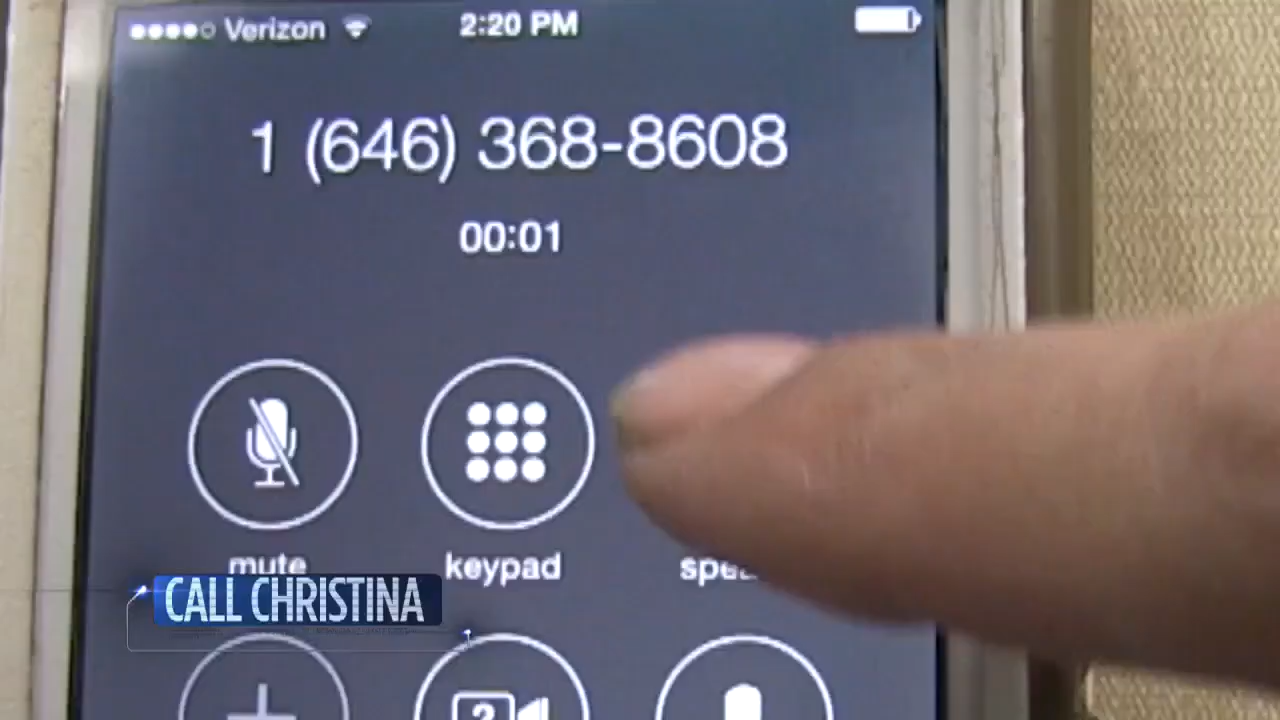 Verizon 2:20 PM
1 (646) 368-8608
00:01
mute keypad
CALL CHRISTINA
?